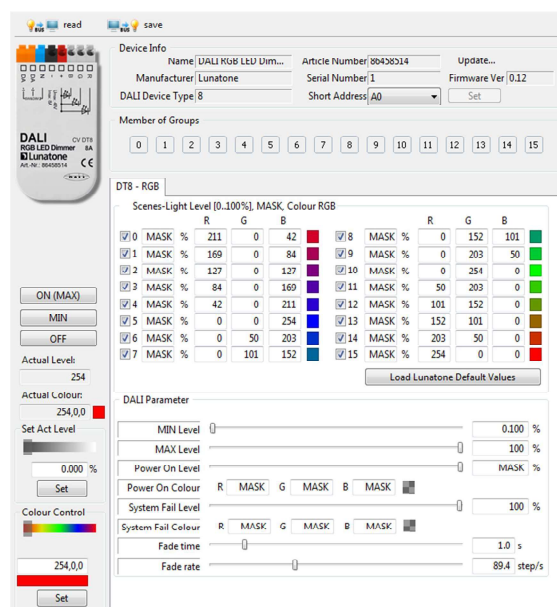 read save
Device Info
Name DALI RGB LED Dim... Article Number 86458514 Update...
Manufacturer Lunatone Serial Number 1 Firmware Ver 0.12
DALI Device Type 8 Short Address A0 Set
Member of Groups
0 1 2 3 4 5 6 7 8 9 10 11 12 13 14 15
DALI CV DT8
RGB LED Dimmer 8A
Lunatone
Art.-Nr.: 86458514 CE
DT8 - RGB
Scenes-Light Level [0..100%], MASK, Colour RGB
R G B R G B
0 MASK % 211 0 42 8 MASK % 0 152 101
1 MASK % 169 0 84 9 MASK % 0 203 50
2 MASK % 127 0 127 10 MASK % 0 254 0
3 MASK % 84 0 169 11 MASK % 50 203 0
4 MASK % 42 0 211 12 MASK % 101 152 0
5 MASK % 0 0 254 13 MASK % 152 101 0
6 MASK % 0 50 203 14 MASK % 203 50 0
7 MASK % 0 101 152 15 MASK % 254 0 0
Load Lunatone Default Values
ON (MAX)
MIN
OFF
Actual Level:
254
Actual Colour:
254,0,0
Set Act Level
0.000 %
Set
Colour Control
254,0,0
Set
DALI Parameter
MIN Level 0.100 %
MAX Level 100 %
Power On Level MASK %
Power On Colour R MASK G MASK B MASK
System Fail Level 100 %
System Fail Colour R MASK G MASK B MASK
Fade time 1.0 s
Fade rate 89.4 step/s